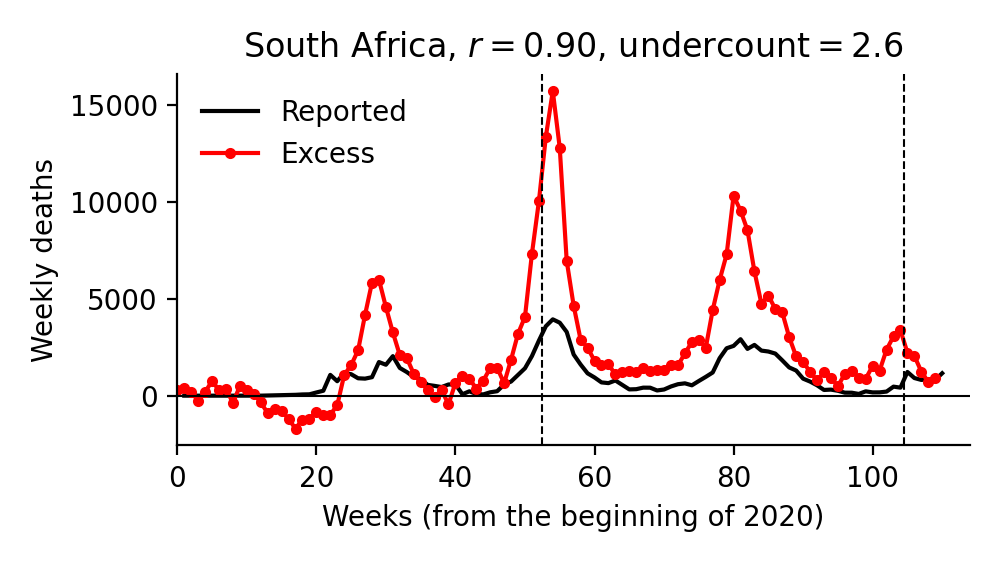 South Africa, r = 0.90, undercount = 2.6
Reported
Excess
Weekly deaths
15000
10000
5000
0
0 20 40 60 80 100
Weeks (from the beginning of 2020)